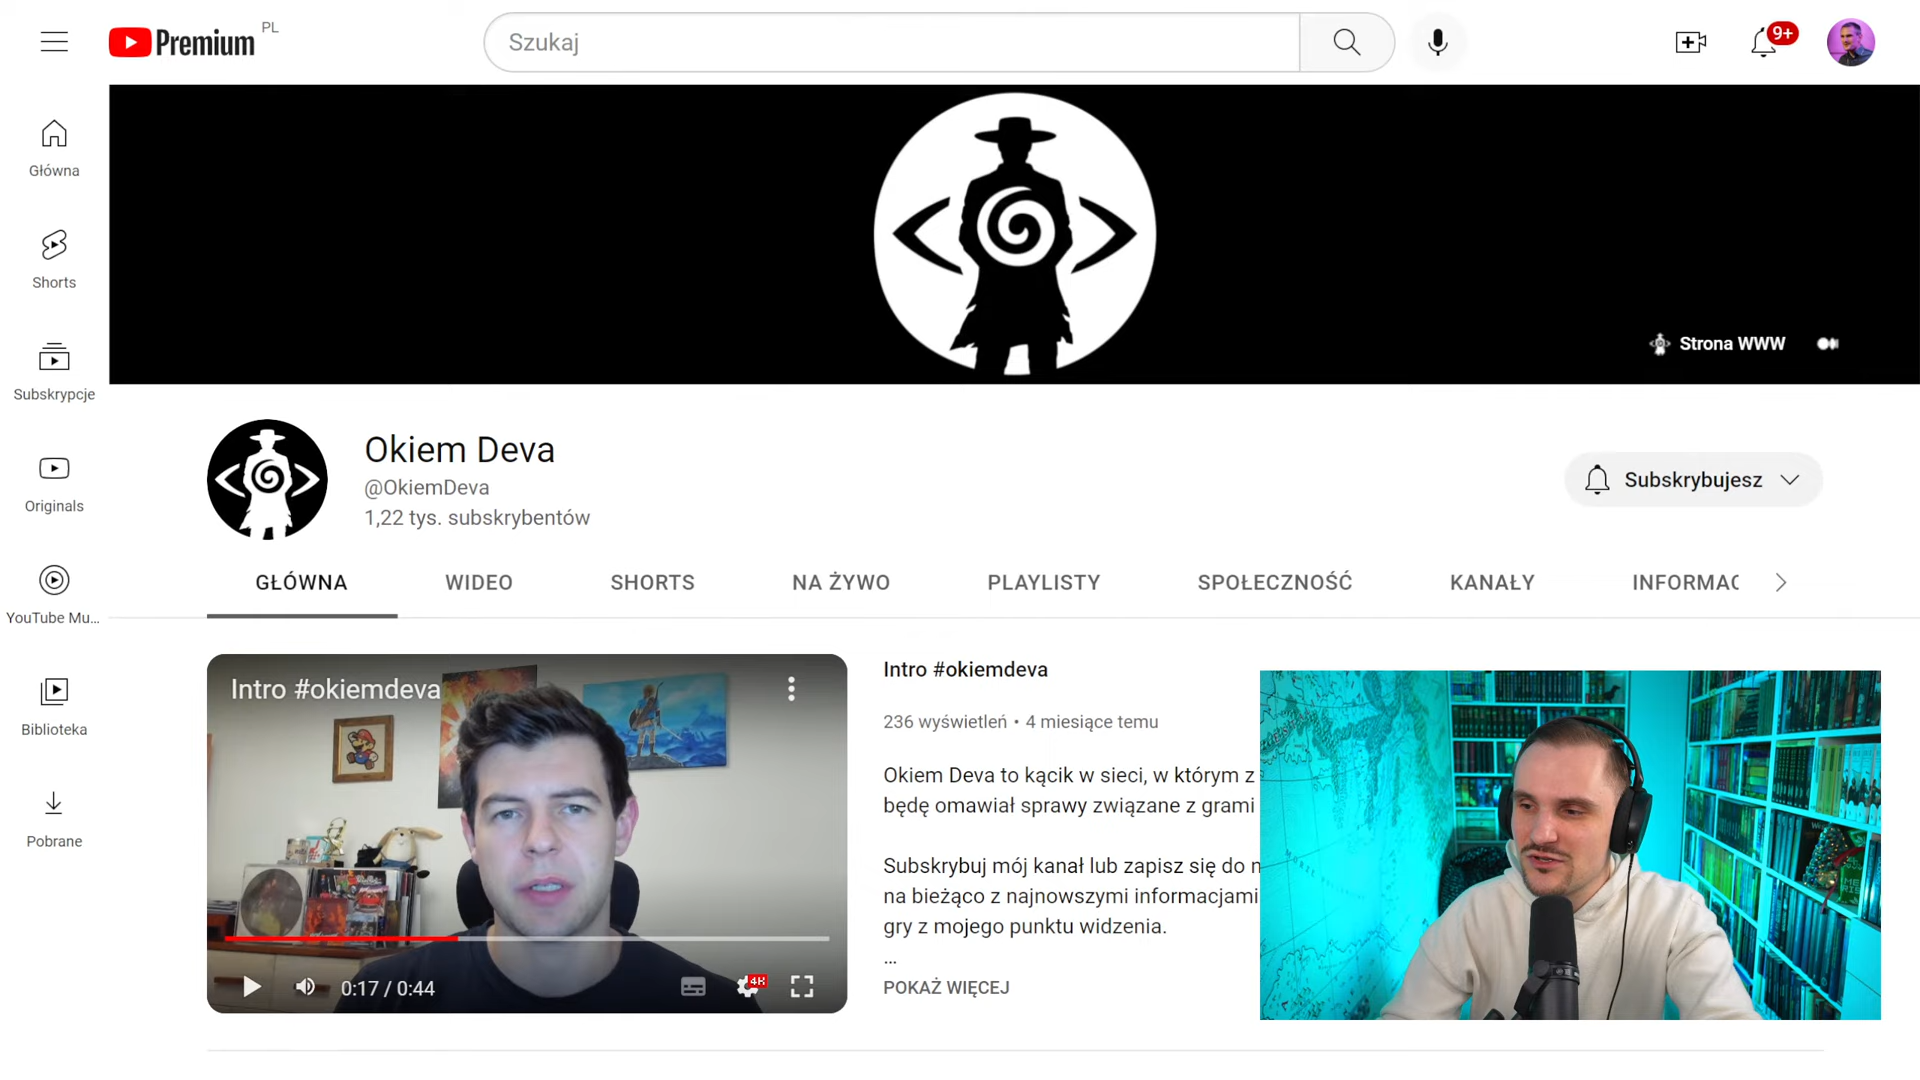 Premium PL
Szukaj
9+
Główna
Shorts
Subskrypcje
Originals
YouTube Mu...
Biblioteka
Pobrane
Strona WWW
Okiem Deva
@OkiemDeva
1,22 tys. subskrybentów
Subskrybujesz
GŁÓWNA
WIDEO
SHORTS
NA ŻYWO
PLAYLISTY
SPOŁECZNOŚĆ
KANAŁY
INFORMAC
Intro #okiemdeva
0:17 / 0:44
4K
Intro #okiemdeva
236 wyświetleń • 4 miesiące temu
Okiem Deva to kącik w sieci, w którym z
będę omawiał sprawy związane z grami
Subskrybuj mój kanał lub zapisz się do n
na bieżąco z najnowszymi informacjami
gry z mojego punktu widzenia.
...
POKAŻ WIĘCEJ